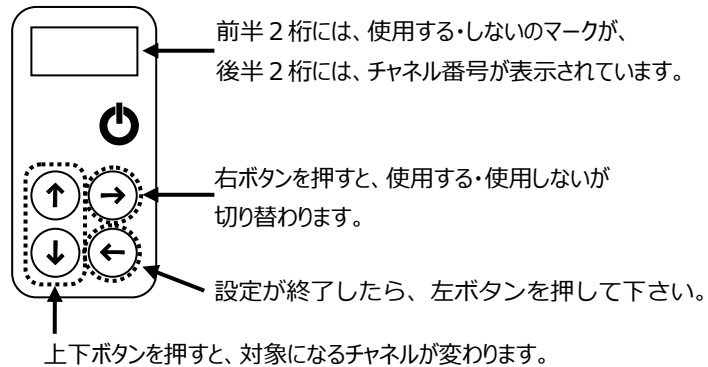 前半２桁には、使用する・しないのマークが、
後半２桁には、チャネル番号が表示されています。
右ボタンを押すと、使用する・使用しないが
切り替わります。
設定が終了したら、左ボタンを押して下さい。
上下ボタンを押すと、対象になるチャネルが変わります。